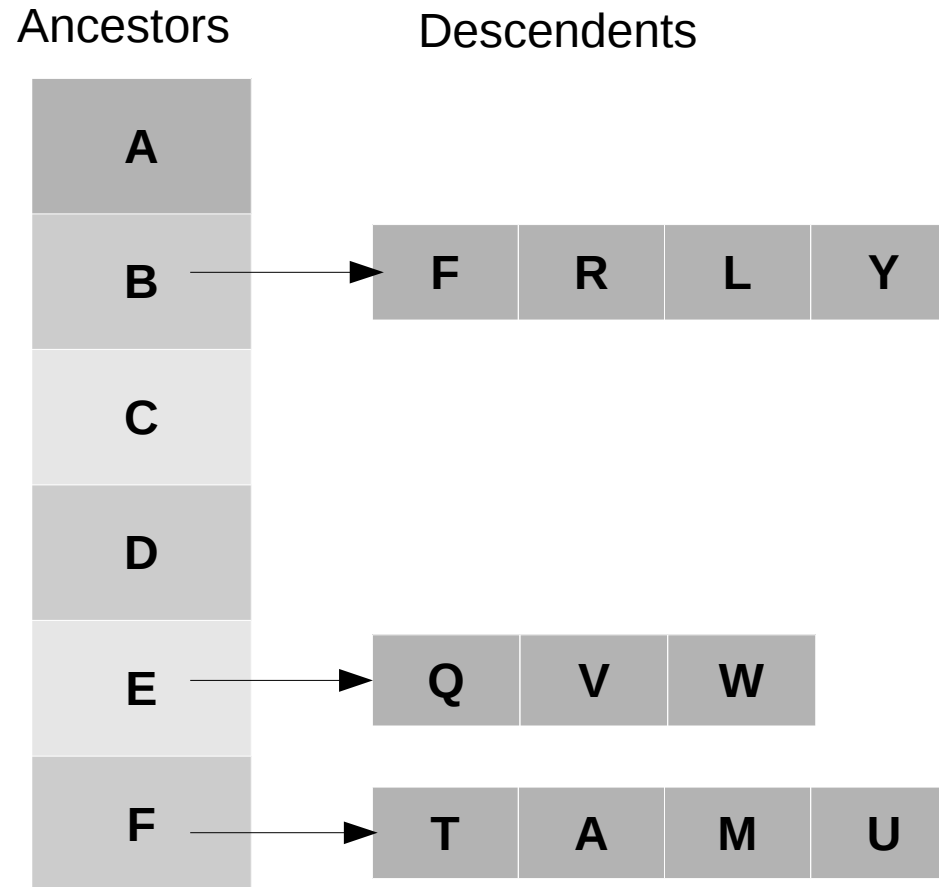 Ancestors Descendents
A
B F R L Y
C
D
E Q V W
F T A M U